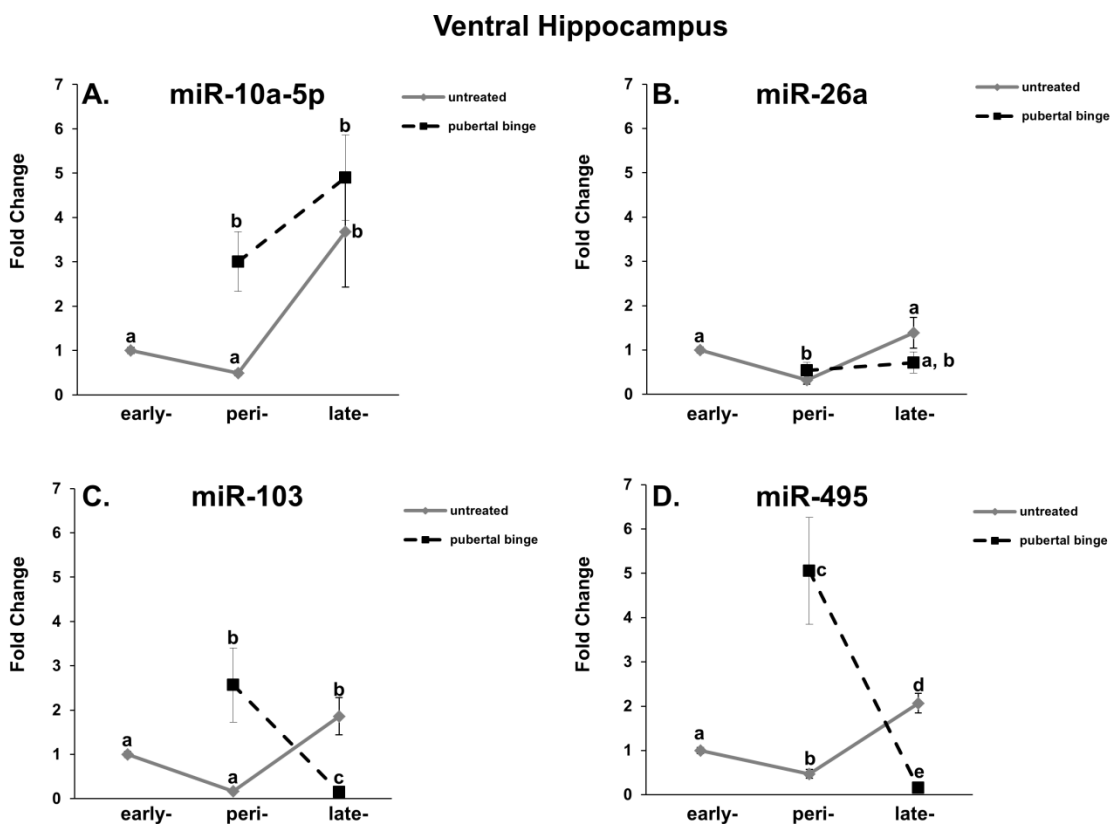 Ventral Hippocampus
A. miR-10a-5p
untreated
pubertal binge
Fold Change
7
6
5
4
3
2
1
0
a
a
b
b
b
early- peri- late-
B. miR-26a
untreated
pubertal binge
Fold Change
7
6
5
4
3
2
1
0
a
b
a
a, b
early- peri- late-
C. miR-103
untreated
pubertal binge
Fold Change
7
6
5
4
3
2
1
0
a
a
b
b
c
early- peri- late-
D. miR-495
untreated
pubertal binge
Fold Change
7
6
5
4
3
2
1
0
a
b
c
d
e
early- peri- late-